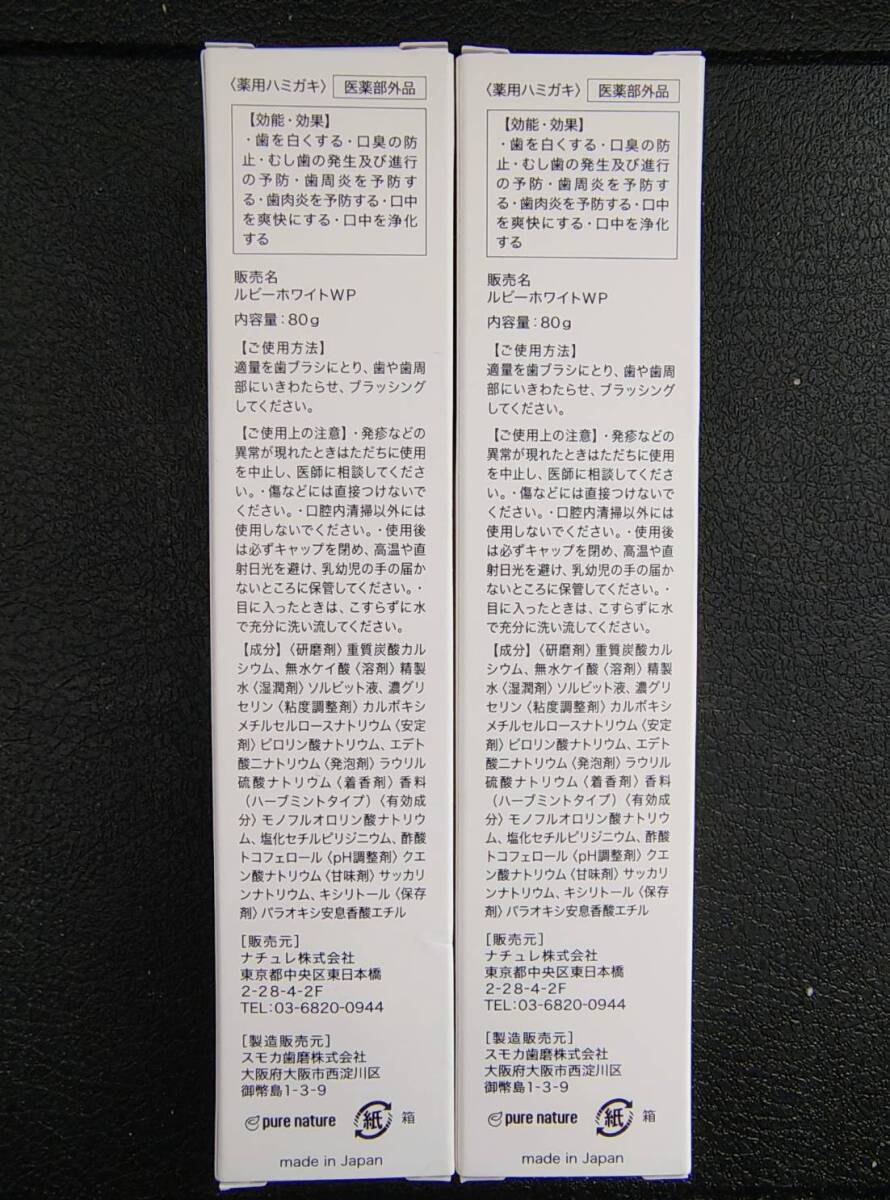 〈薬用ハミガキ〉 医薬部外品
【効能・効果】
・歯を白くする・口臭の防
止・むし歯の発生及び進行
の予防・歯周炎を予防す
る・歯肉炎を予防する・口中
を爽快にする・口中を浄化
する
販売名
ルビーホワイトWP
内容量:80g
【ご使用方法】
適量を歯ブラシにとり、歯や歯周
部にいきわたらせ、ブラッシング
してください。
【ご使用上の注意】・発疹などの
異常が現れたときはただちに使用
を中止し、医師に相談してくださ
い。・傷などには直接つけないで
ください。・口腔内清掃以外には
使用しないでください。・使用後
は必ずキャップを閉め、高温や直
射日光を避け、乳幼児の手の届か
ないところに保管してください。・
目に入ったときは、こすらずに水
で充分に洗い流してください。
【成分】〈研磨剤〉重質炭酸カル
シウム、無水ケイ酸〈溶剤〉精製
水〈湿潤剤〉ソルビット液、濃グリ
セリン〈粘度調整剤〉カルボキシ
メチルセルロースナトリウム〈安定
剤〉ピロリン酸ナトリウム、エデト
酸二ナトリウム〈発泡剤〉ラウリル
硫酸ナトリウム〈着香剤〉香料
(ハーブミントタイプ)〈有効成
分〉モノフルオロリン酸ナトリウ
ム、塩化セチルピリジニウム、酢酸
トコフェロール〈pH調整剤〉クエ
ン酸ナトリウム〈甘味剤〉サッカリ
ンナトリウム、キシリトール〈保存
剤〉パラオキシ安息香酸エチル
[販売元]
ナチュレ株式会社
東京都中央区東日本橋
2-28-4-2F
TEL:03-6820-0944
[製造販売元]
スモカ歯磨株式会社
大阪府大阪市西淀川区
御幣島1-3-9
pure nature 紙 箱
made in Japan
〈薬用ハミガキ〉 医薬部外品
【効能・効果】
・歯を白くする・口臭の防
止・むし歯の発生及び進行
の予防・歯周炎を予防す
る・歯肉炎を予防する・口中
を爽快にする・口中を浄化
する
販売名
ルビーホワイトWP
内容量:80g
【ご使用方法】
適量を歯ブラシにとり、歯や歯周
部にいきわたらせ、ブラッシング
してください。
【ご使用上の注意】・発疹などの
異常が現れたときはただちに使用
を中止し、医師に相談してくださ
い。・傷などには直接つけないで
ください。・口腔内清掃以外には
使用しないでください。・使用後
は必ずキャップを閉め、高温や直
射日光を避け、乳幼児の手の届か
ないところに保管してください。・
目に入ったときは、こすらずに水
で充分に洗い流してください。
【成分】〈研磨剤〉重質炭酸カル
シウム、無水ケイ酸〈溶剤〉精製
水〈湿潤剤〉ソルビット液、濃グリ
セリン〈粘度調整剤〉カルボキシ
メチルセルロースナトリウム〈安定
剤〉ピロリン酸ナトリウム、エデト
酸二ナトリウム〈発泡剤〉ラウリル
硫酸ナトリウム〈着香剤〉香料
(ハーブミントタイプ)〈有効成
分〉モノフルオロリン酸ナトリウ
ム、塩化セチルピリジニウム、酢酸
トコフェロール〈pH調整剤〉クエ
ン酸ナトリウム〈甘味剤〉サッカリ
ンナトリウム、キシリトール〈保存
剤〉パラオキシ安息香酸エチル
[販売元]
ナチュレ株式会社
東京都中央区東日本橋
2-28-4-2F
TEL:03-6820-0944
[製造販売元]
スモカ歯磨株式会社
大阪府大阪市西淀川区
御幣島1-3-9
pure nature 紙 箱
made in Japan